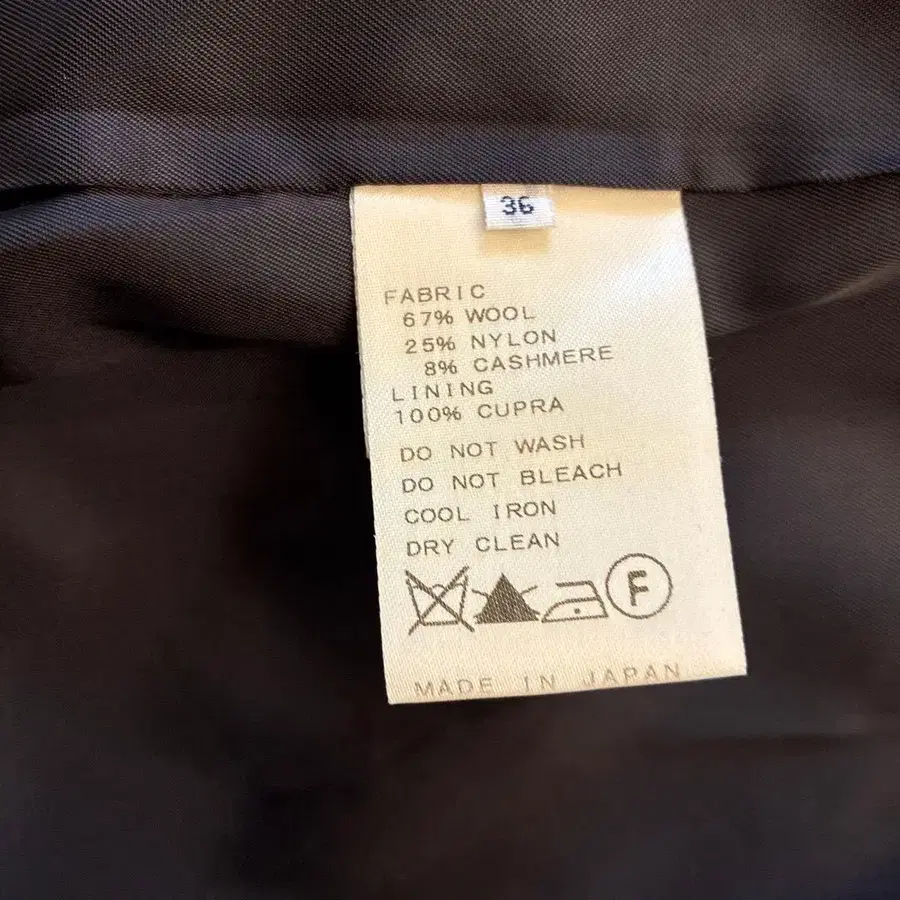 36
FABRIC
67% WOOL
25% NYLON
8% CASHMERE
LINING
100% CUPRA
DO NOT WASH
DO NOT BLEACH
COOL IRON
DRY CLEAN
F
MADE IN JAPAN